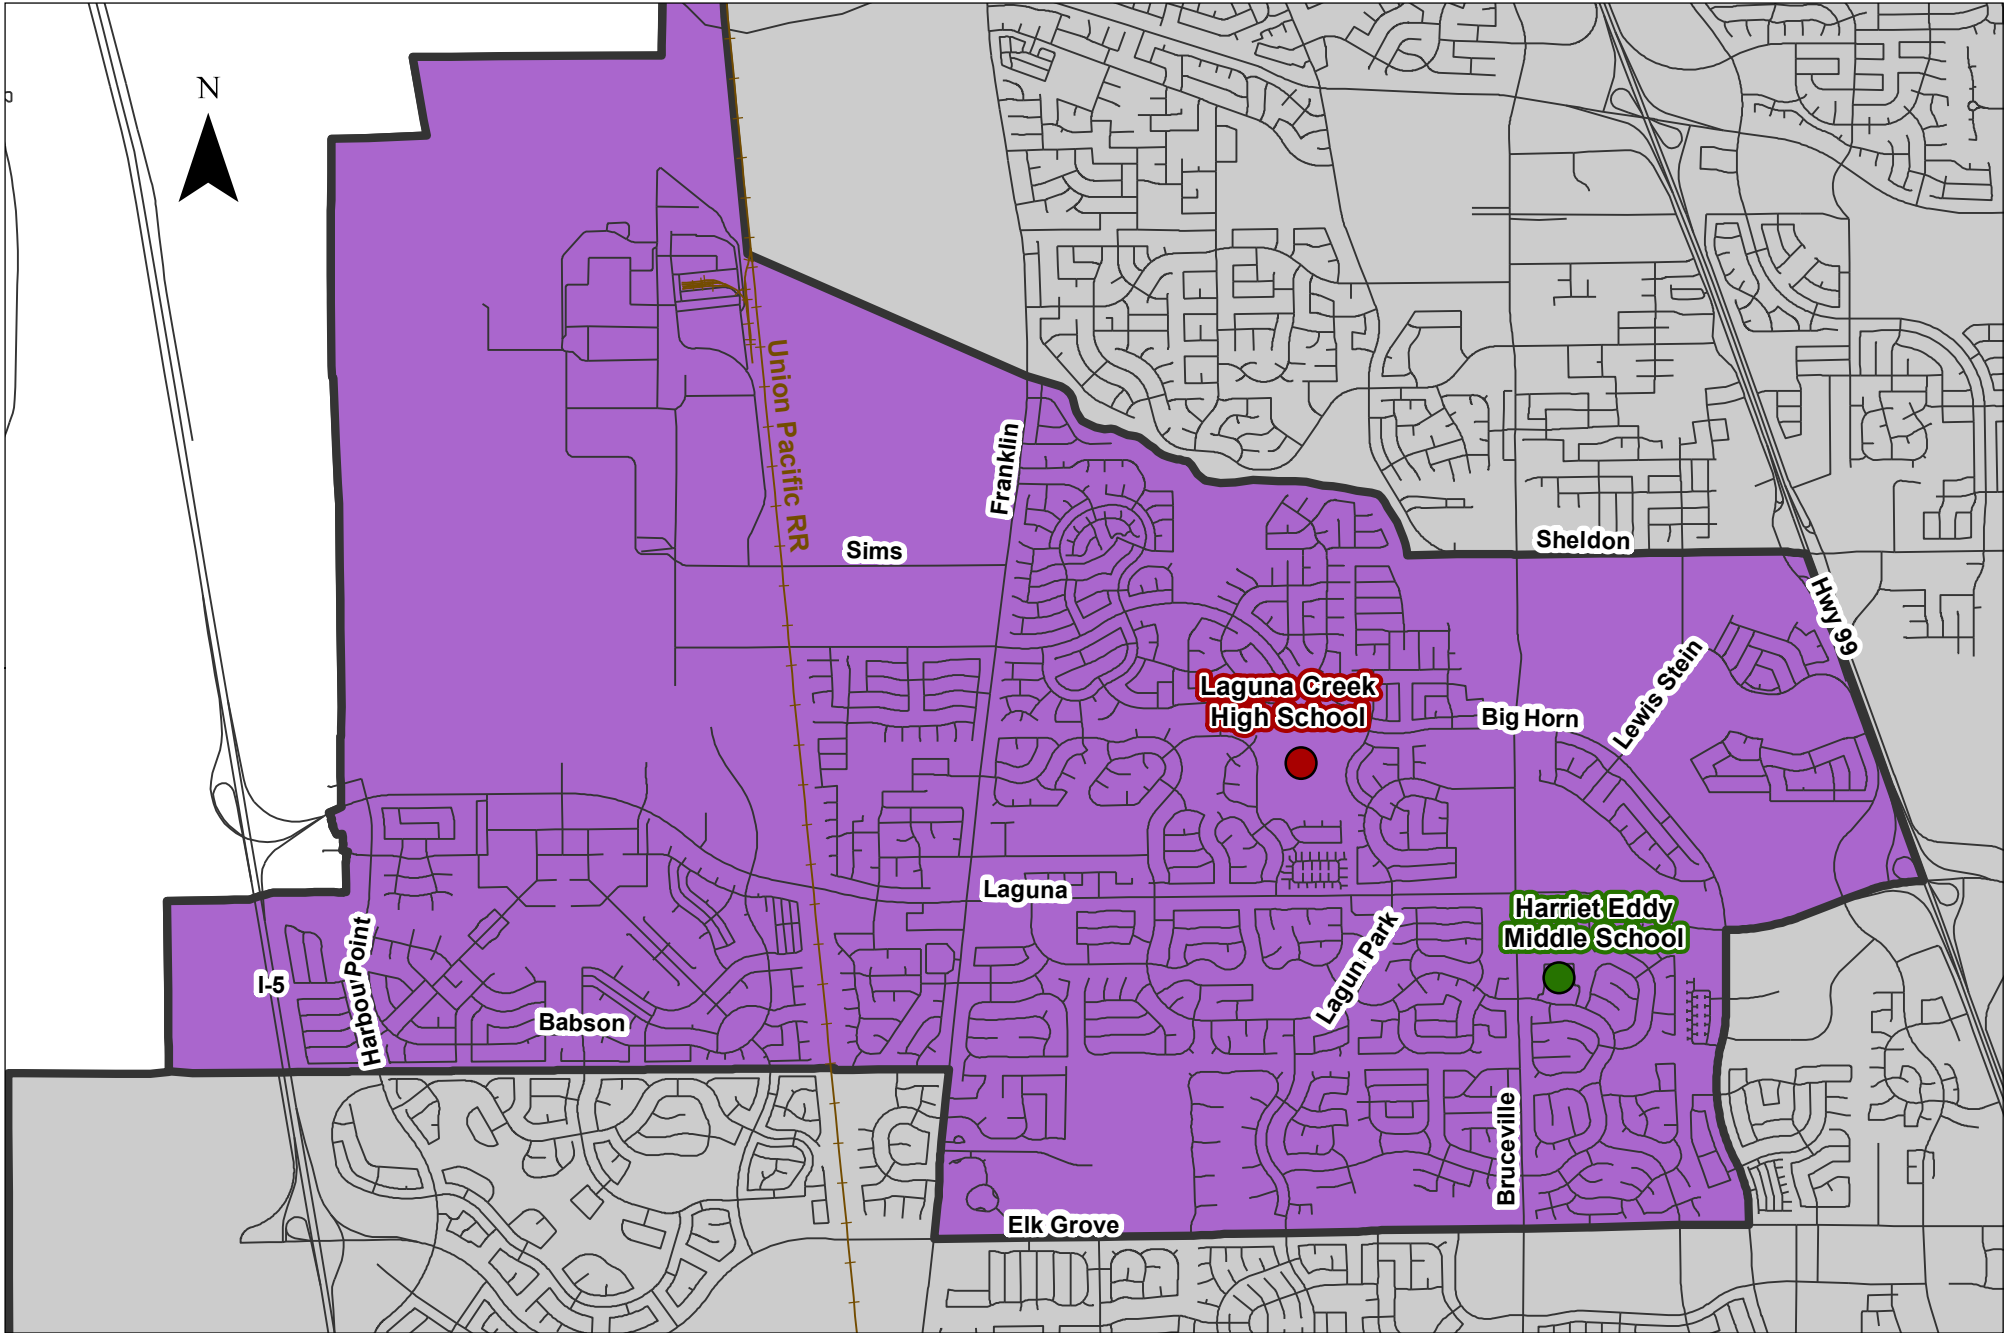 N
Union Pacific RR
Franklin
Sims
Sheldon
Hwy 99
Lewis Stein
Laguna Creek
High School
Big Horn
Laguna
Harriet Eddy
Middle School
Lagun Park
I-5
Harbour Point
Babson
Bruceville
Elk Grove